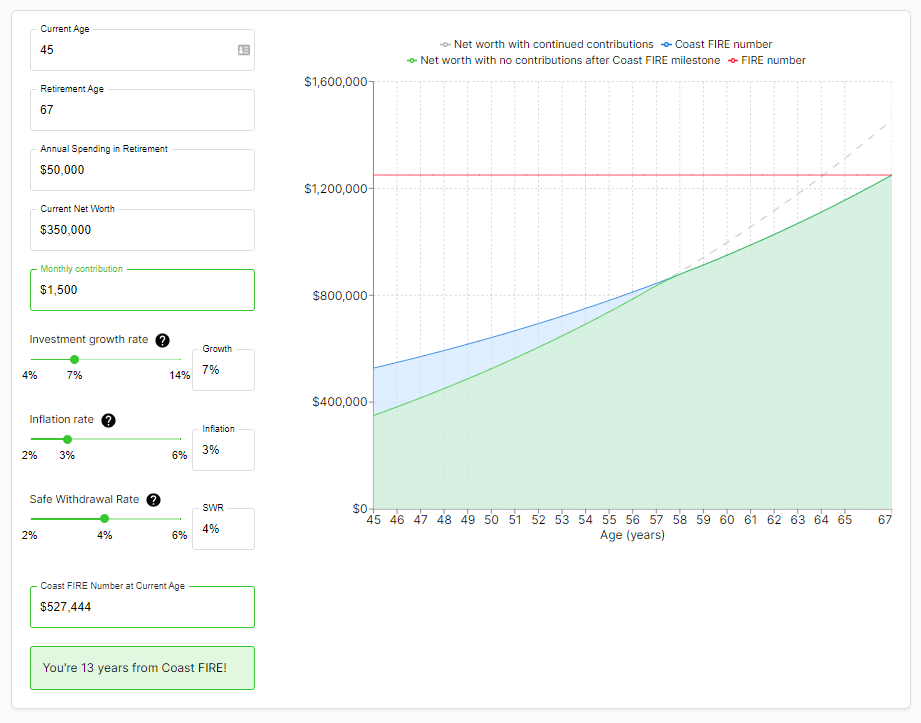 Current Age
45
Retirement Age
67
Annual Spending in Retirement
$50,000
Current Net Worth
$350,000
Monthly contribution
$1,500
Investment growth rate ?
4% 7% 14%
Growth
7%
Inflation rate ?
2% 3% 6%
Inflation
3%
Safe Withdrawal Rate ?
2% 4% 6%
SWR
4%
Coast FIRE Number at Current Age
$527,444
You're 13 years from Coast FIRE!
Net worth with continued contributions Coast FIRE number
Net worth with no contributions after Coast FIRE milestone FIRE number
$1,600,000
$1,200,000
$800,000
$400,000
$0
45 46 47 48 49 50 51 52 53 54 55 56 57 58 59 60 61 62 63 64 65 67
Age (years)